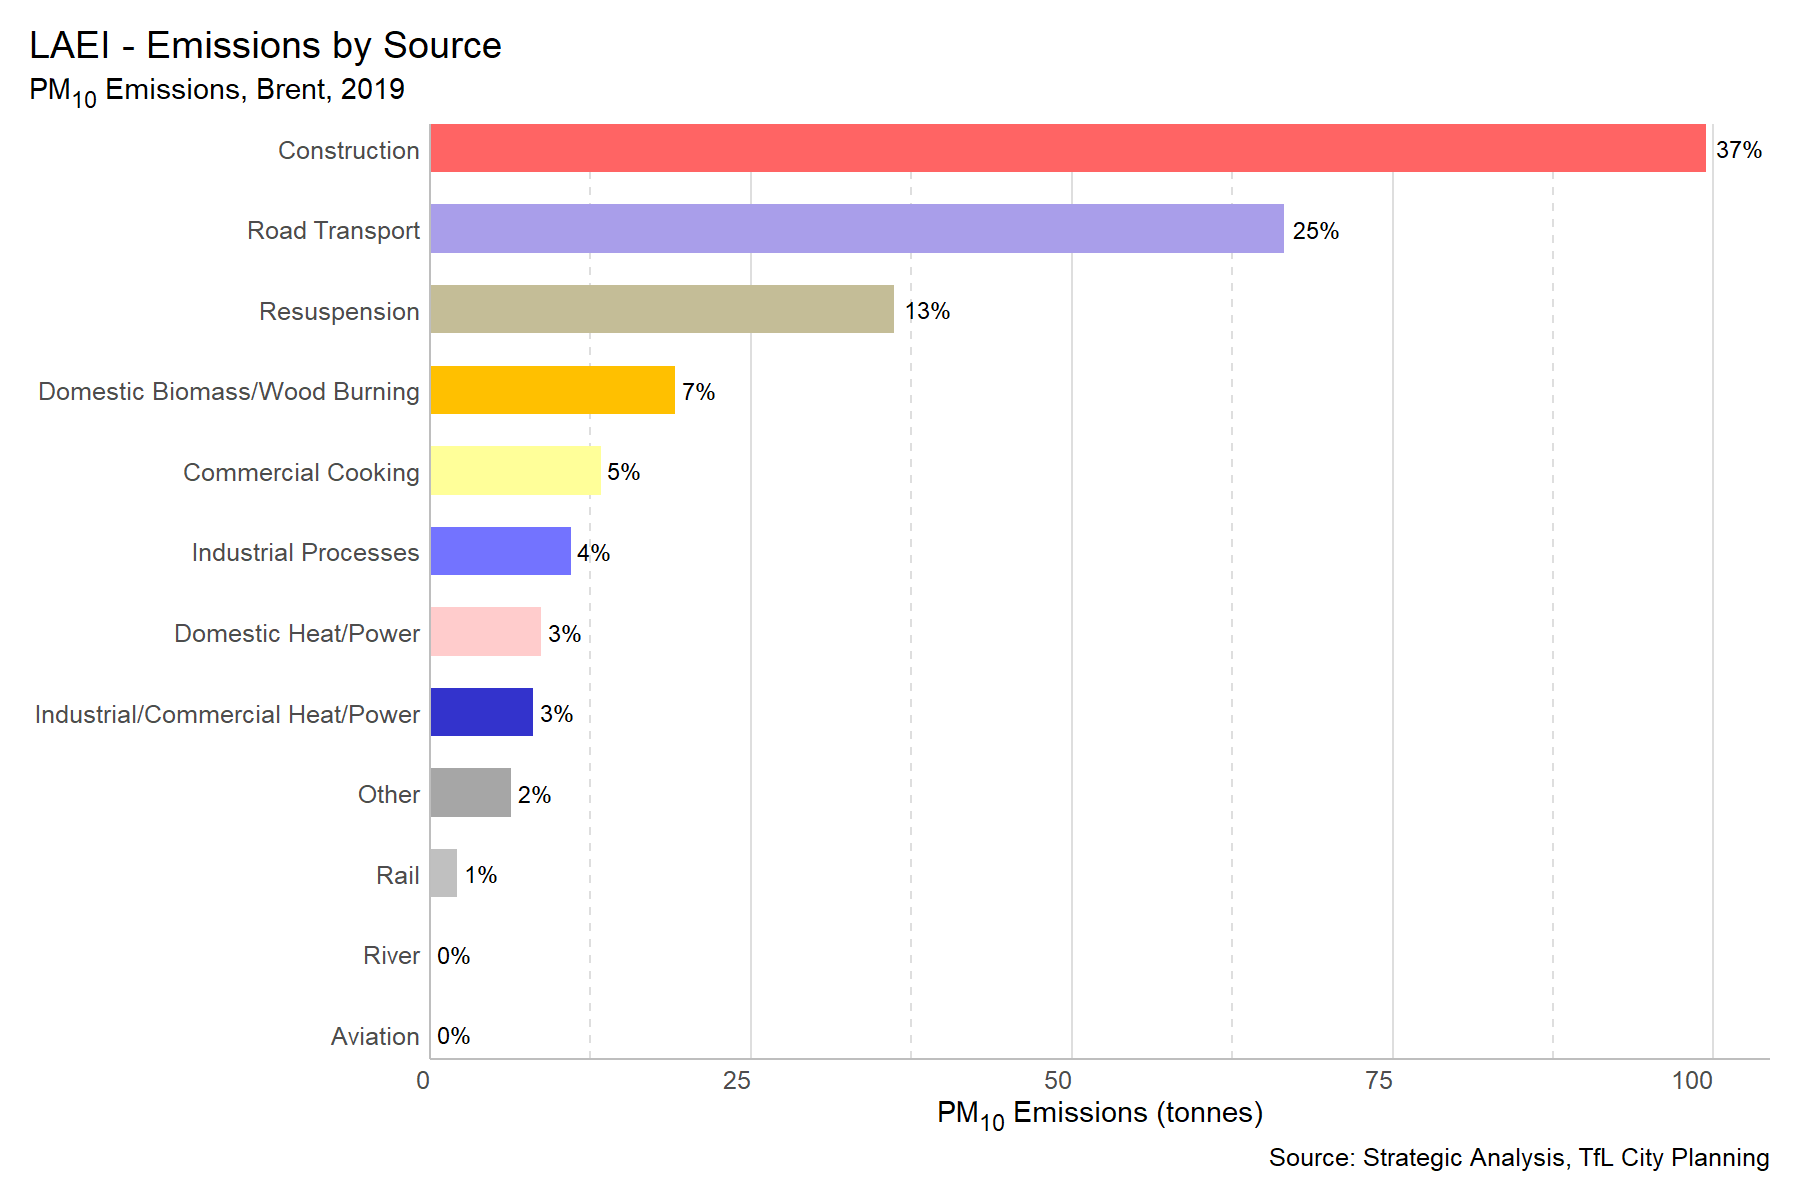 LAEI - Emissions by Source
PM10 Emissions, Brent, 2019
Construction 37%
Road Transport 25%
Resuspension 13%
Domestic Biomass/Wood Burning 7%
Commercial Cooking 5%
Industrial Processes 4%
Domestic Heat/Power 3%
Industrial/Commercial Heat/Power 3%
Other 2%
Rail 1%
River 0%
Aviation 0%
0 25 50 75 100
PM10 Emissions (tonnes)
Source: Strategic Analysis, TfL City Planning